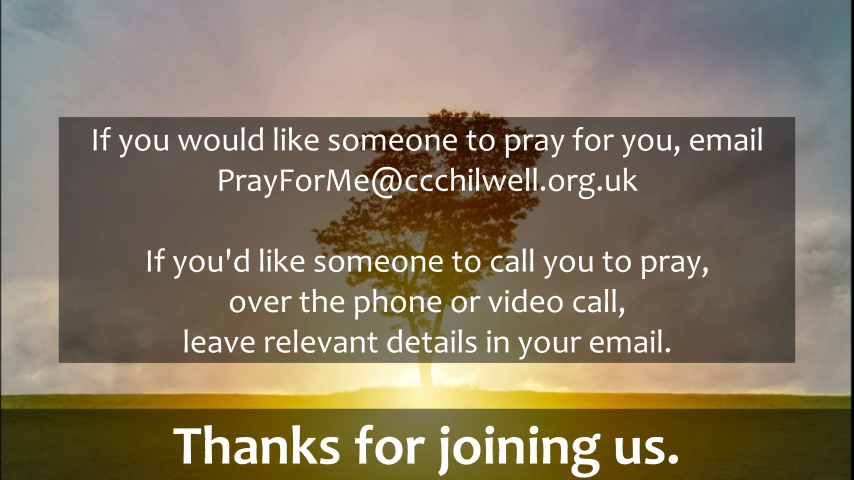 If you would like someone to pray for you, email
PrayForMe@ccchilwell.org.uk
If you'd like someone to call you to pray,
over the phone or video call,
leave relevant details in your email.
Thanks for joining us.